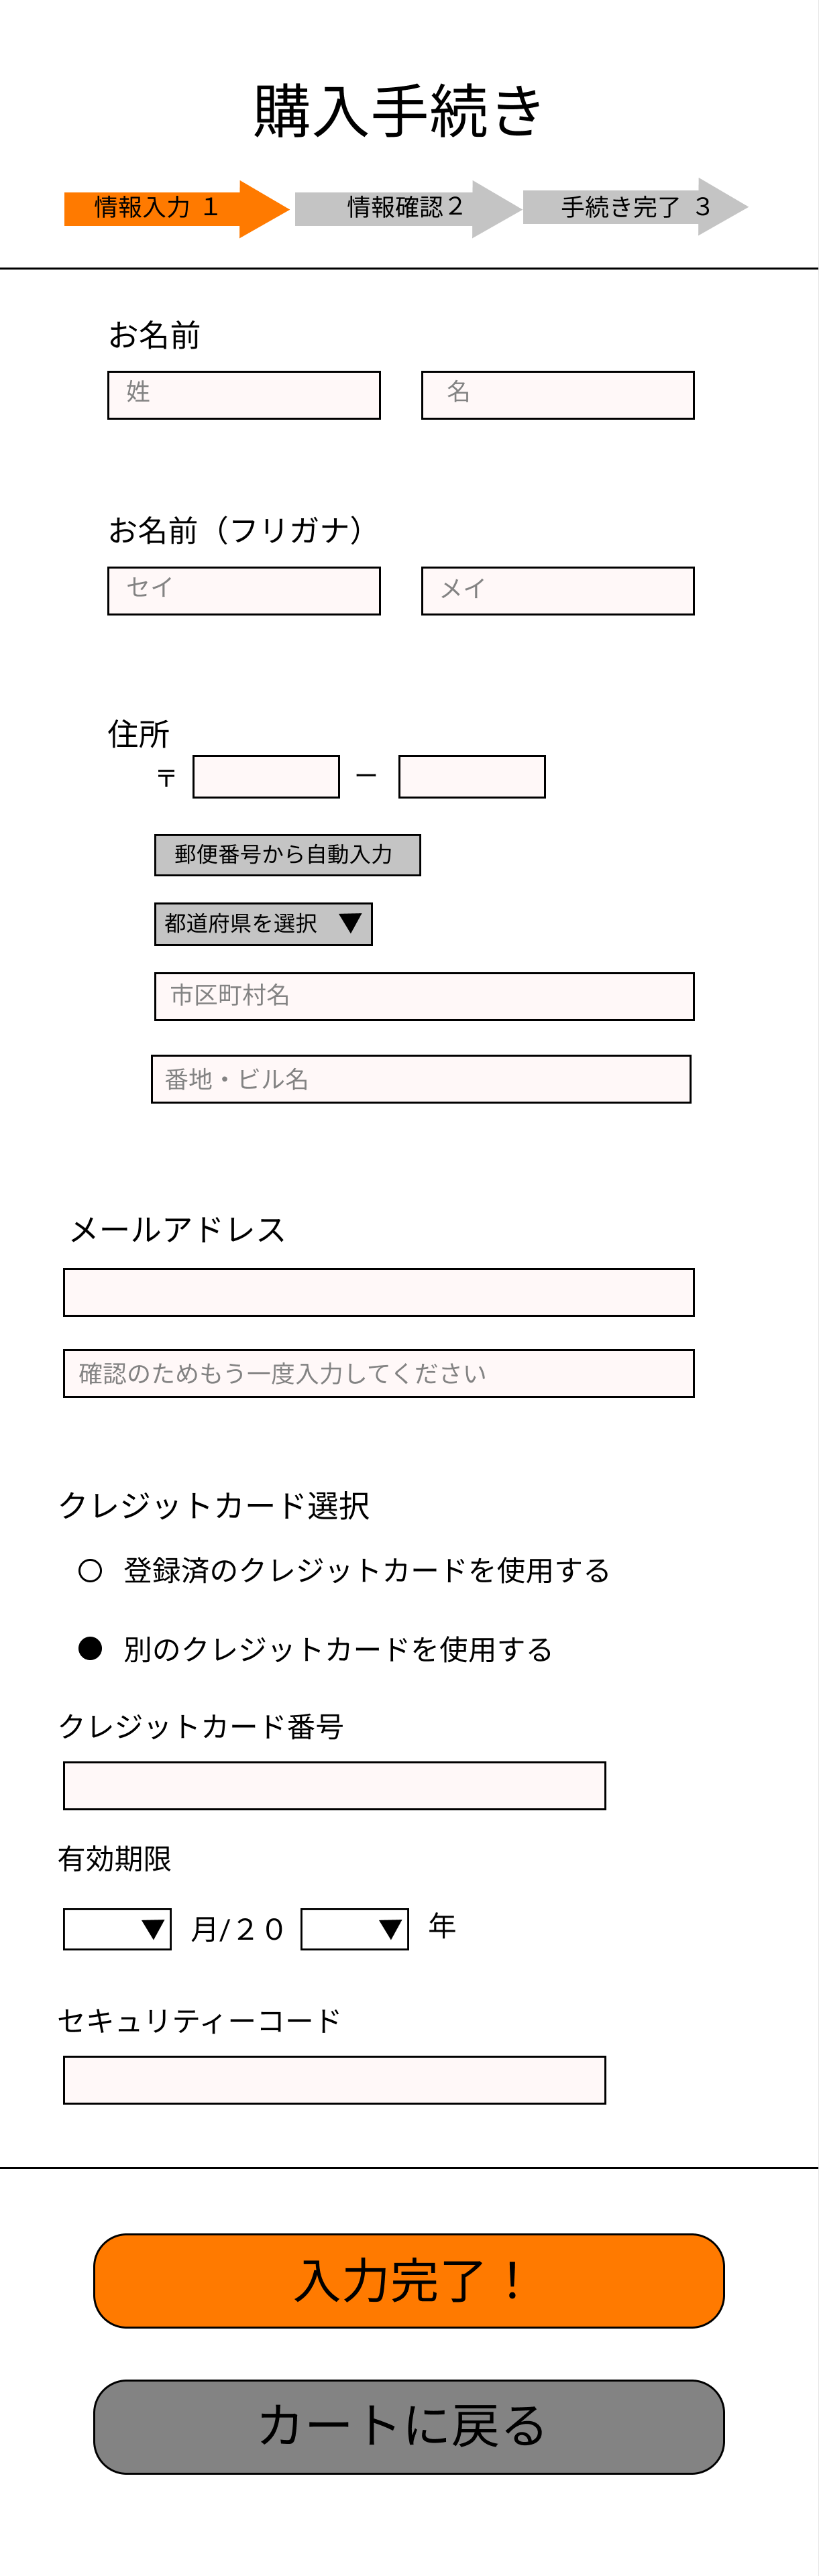 購入手続き
情報入力 １
情報確認２
手続き完了 ３
お名前
姓
名
お名前（フリガナ）
セイ
メイ
住所
〒 ー
郵便番号から自動入力
都道府県を選択 ▼
市区町村名
番地・ビル名
メールアドレス
確認のためもう一度入力してください
クレジットカード選択
登録済のクレジットカードを使用する
別のクレジットカードを使用する
クレジットカード番号
有効期限
▼ 月/２０ ▼ 年
セキュリティーコード
入力完了！
カートに戻る